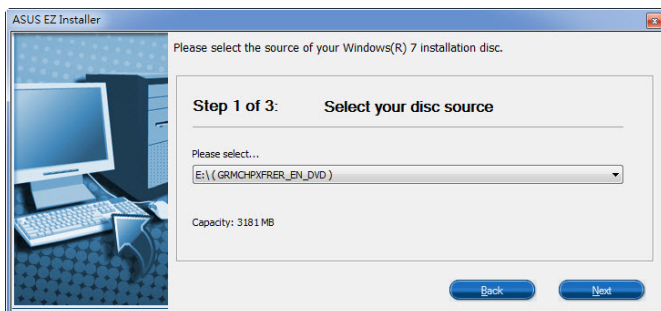 ASUS EZ Installer
Please select the source of your Windows(R) 7 installation disc.
Step 1 of 3: Select your disc source
Please select...
E:\ ( GRMCHPXFRER_EN_DVD )
Capacity: 3181 MB
Back Next